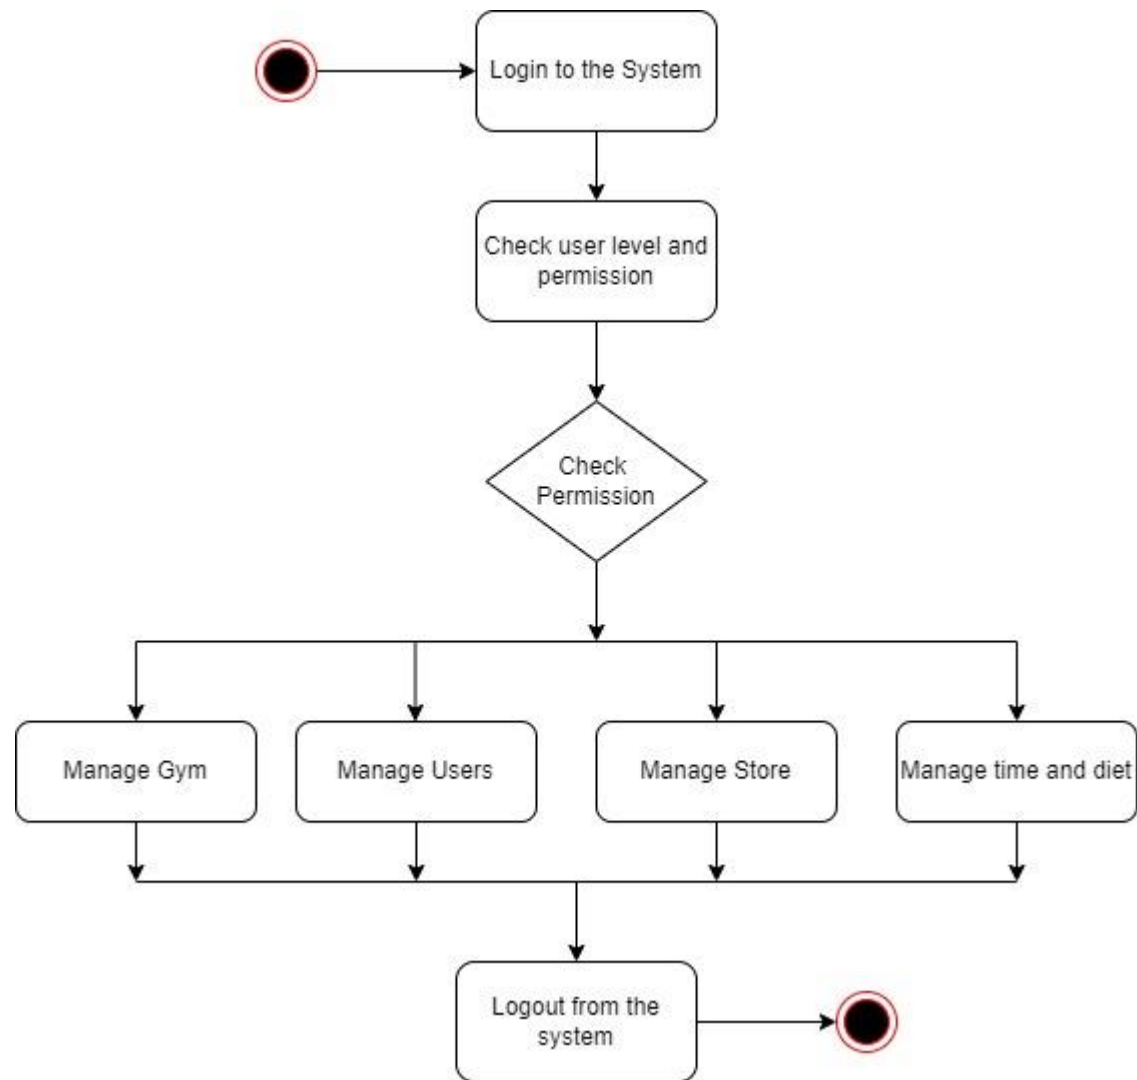 Login to the System
Check user level and
permission
Check
Permission
Manage Gym
Manage Users
Manage Store
Manage time and diet
Logout from the
system